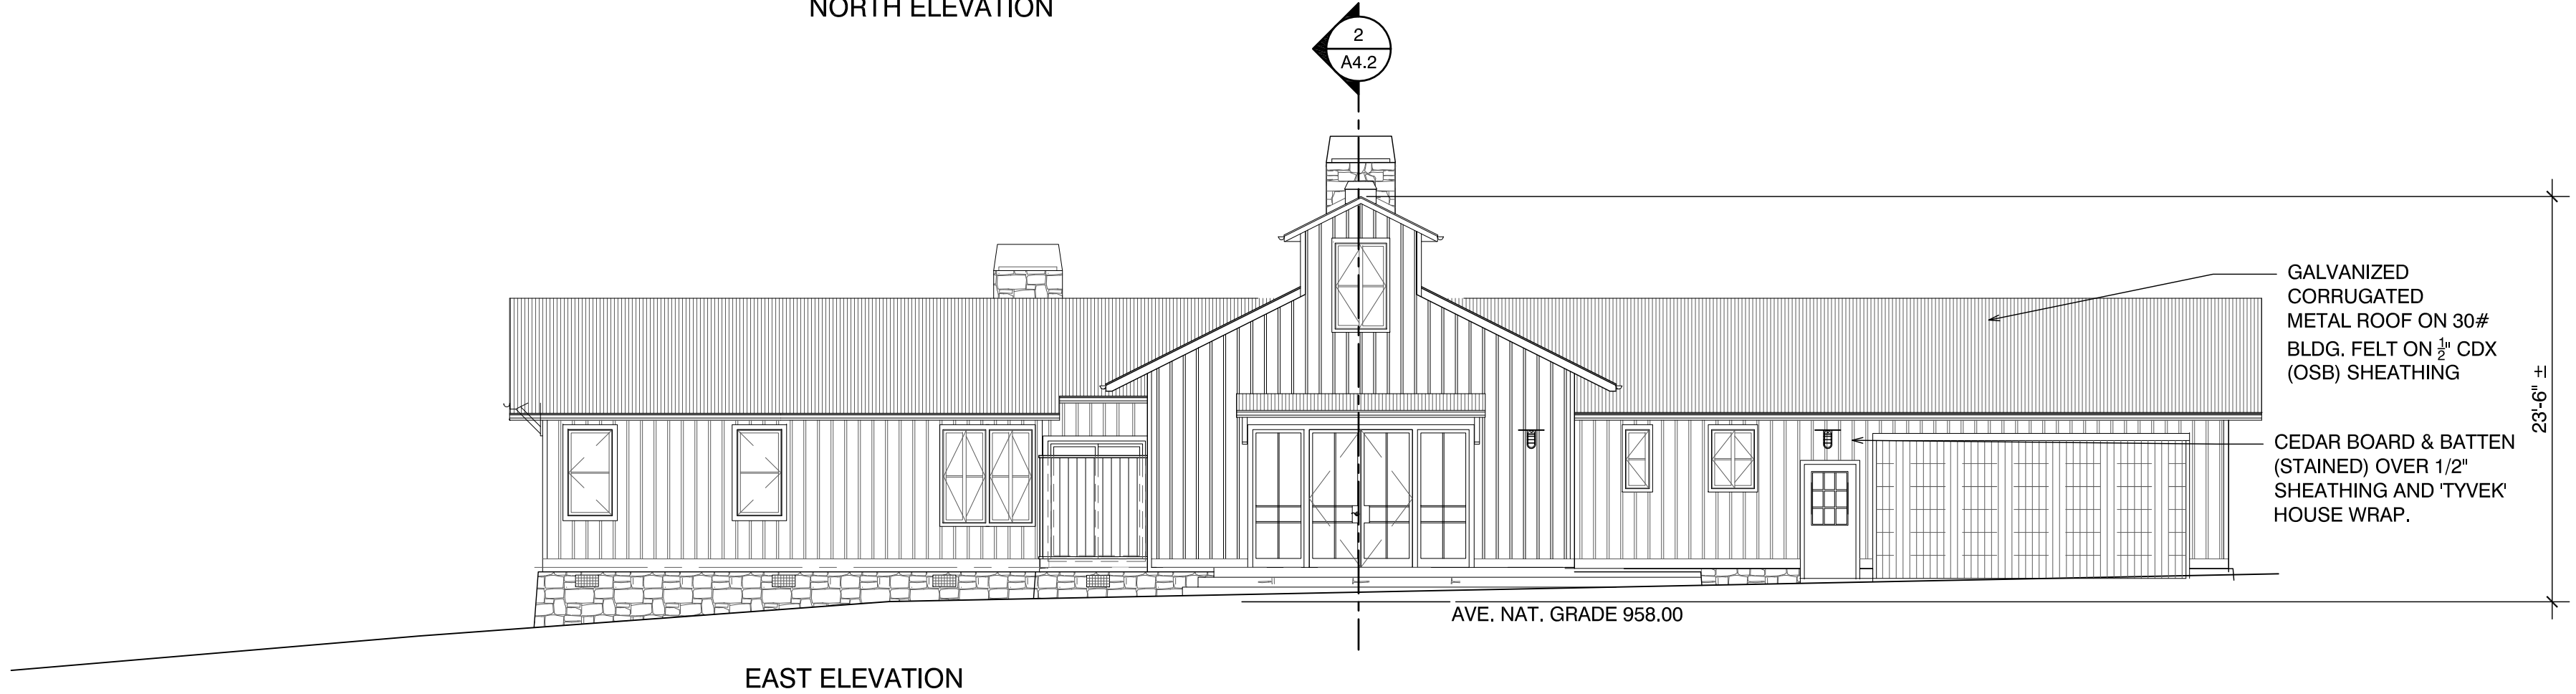 NORTH ELEVATION
2
A4.2
GALVANIZED
CORRUGATED
METAL ROOF ON 30#
BLDG. FELT ON 1/2" CDX
(OSB) SHEATHING
23'-6" ±
CEDAR BOARD & BATTEN
(STAINED) OVER 1/2"
SHEATHING AND 'TYVEK'
HOUSE WRAP.
AVE. NAT. GRADE 958.00
EAST ELEVATION